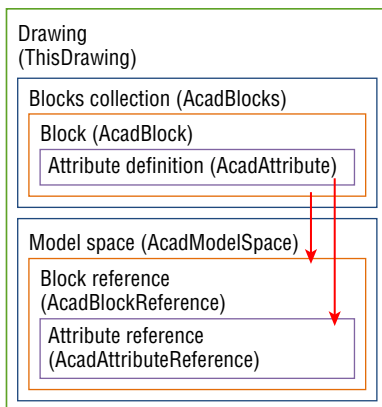 Drawing
(ThisDrawing)
Blocks collection (AcadBlocks)
Block (AcadBlock)
Attribute definition (AcadAttribute)
Model space (AcadModelSpace)
Block reference
(AcadBlockReference)
Attribute reference
(AcadAttributeReference)